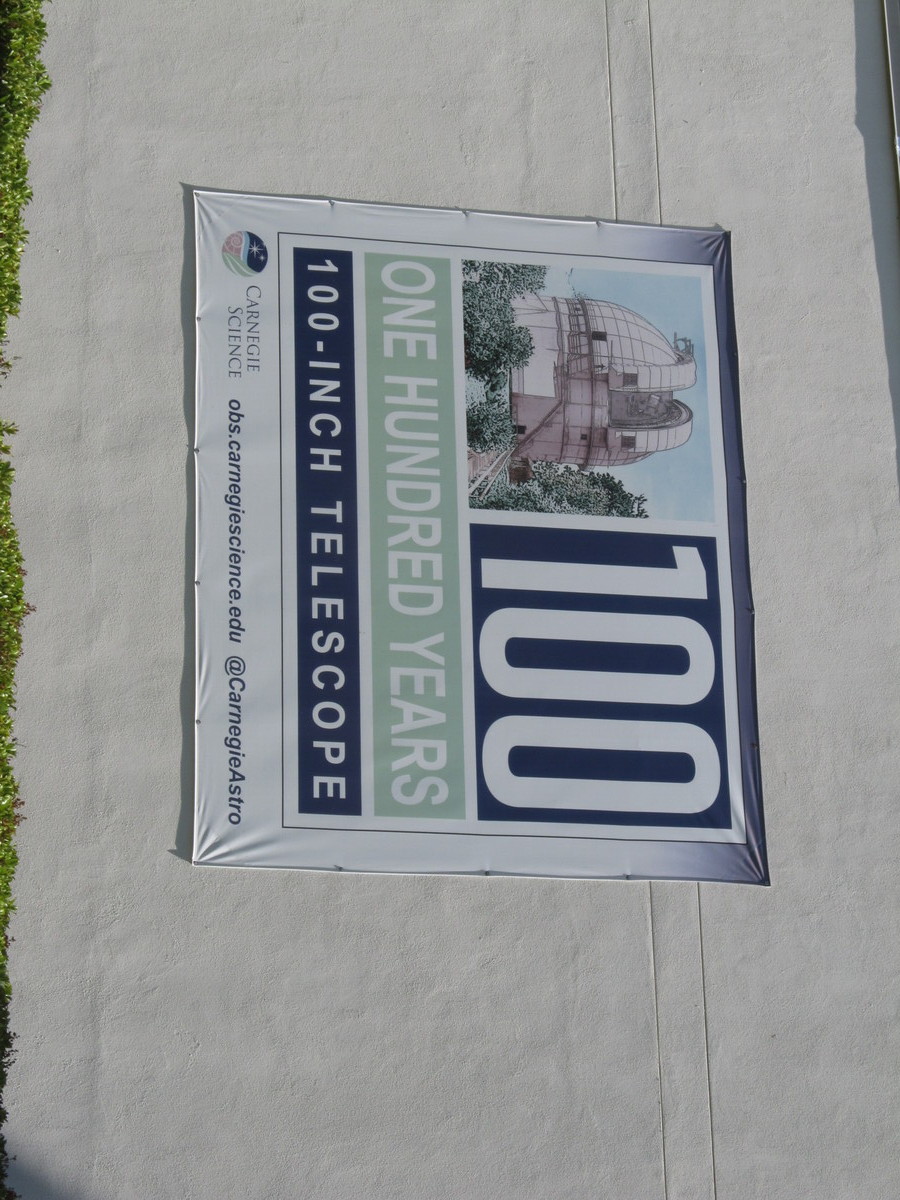 100
ONE HUNDRED YEARS
100-INCH TELESCOPE
CARNEGIE
SCIENCE
obs.carnegiescience.edu @CarnegieAstro